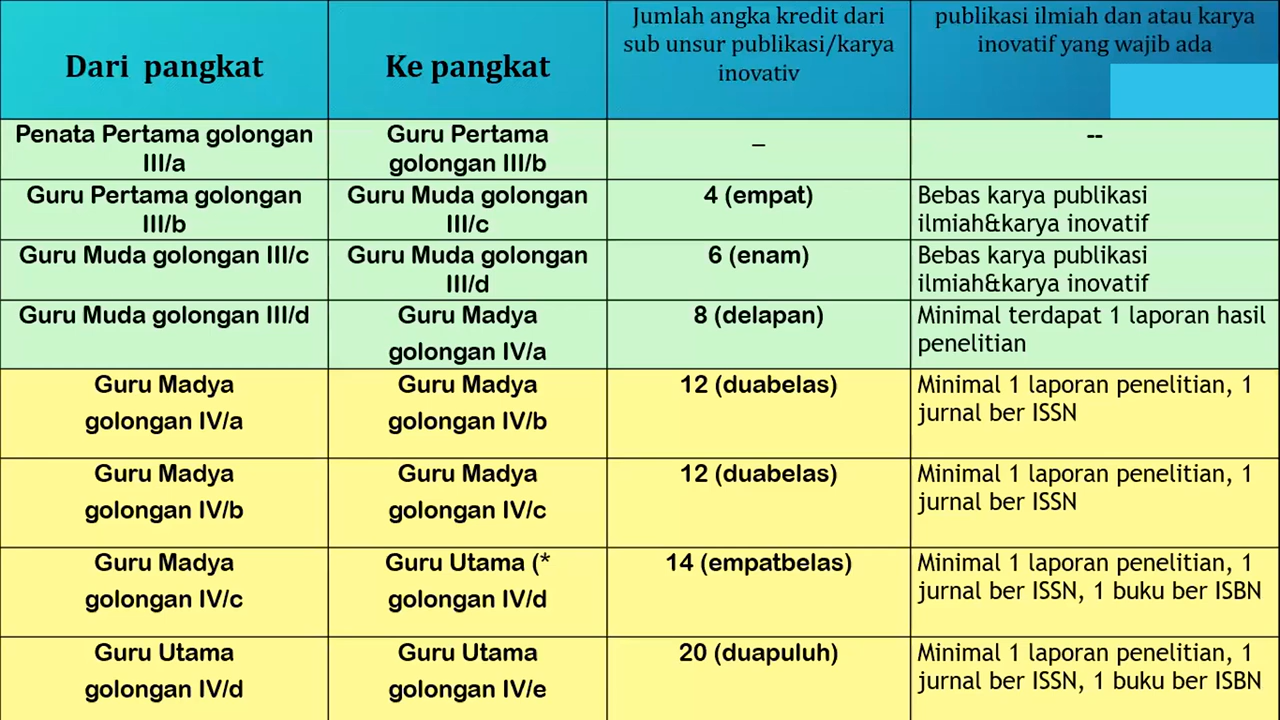 Dari pangkat
Ke pangkat
Jumlah angka kredit dari
sub unsur publikasi/karya
inovativ
publikasi ilmiah dan atau karya
inovatif yang wajib ada
Penata Pertama golongan
III/a
Guru Pertama
golongan III/b
_
--
Guru Pertama golongan
III/b
Guru Muda golongan
III/c
4 (empat)
Bebas karya publikasi
ilmiah&karya inovatif
Guru Muda golongan III/c
Guru Muda golongan
III/d
6 (enam)
Bebas karya publikasi
ilmiah&karya inovatif
Guru Muda golongan III/d
Guru Madya
golongan IV/a
8 (delapan)
Minimal terdapat 1 laporan hasil
penelitian
Guru Madya
golongan IV/a
Guru Madya
golongan IV/b
12 (duabelas)
Minimal 1 laporan penelitian, 1
jurnal ber ISSN
Guru Madya
golongan IV/b
Guru Madya
golongan IV/c
12 (duabelas)
Minimal 1 laporan penelitian, 1
jurnal ber ISSN
Guru Madya
golongan IV/c
Guru Utama (*
golongan IV/d
14 (empatbelas)
Minimal 1 laporan penelitian, 1
jurnal ber ISSN, 1 buku ber ISBN
Guru Utama
golongan IV/d
Guru Utama
golongan IV/e
20 (duapuluh)
Minimal 1 laporan penelitian, 1
jurnal ber ISSN, 1 buku ber ISBN